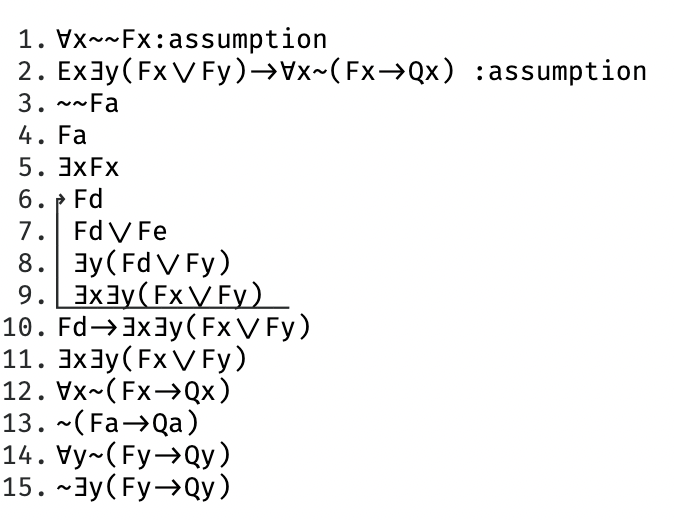 1. ∀x~~Fx:assumption
2. Ex∃y(Fx∨Fy)→∀x~(Fx→Qx) :assumption
3. ~~Fa
4. Fa
5. ∃xFx
6. Fd
7. Fd∨Fe
8. ∃y(Fd∨Fy)
9. ∃x∃y(Fx∨Fy)
10. Fd→∃x∃y(Fx∨Fy)
11. ∃x∃y(Fx∨Fy)
12. ∀x~(Fx→Qx)
13. ~(Fa→Qa)
14. ∀y~(Fy→Qy)
15. ~∃y(Fy→Qy)